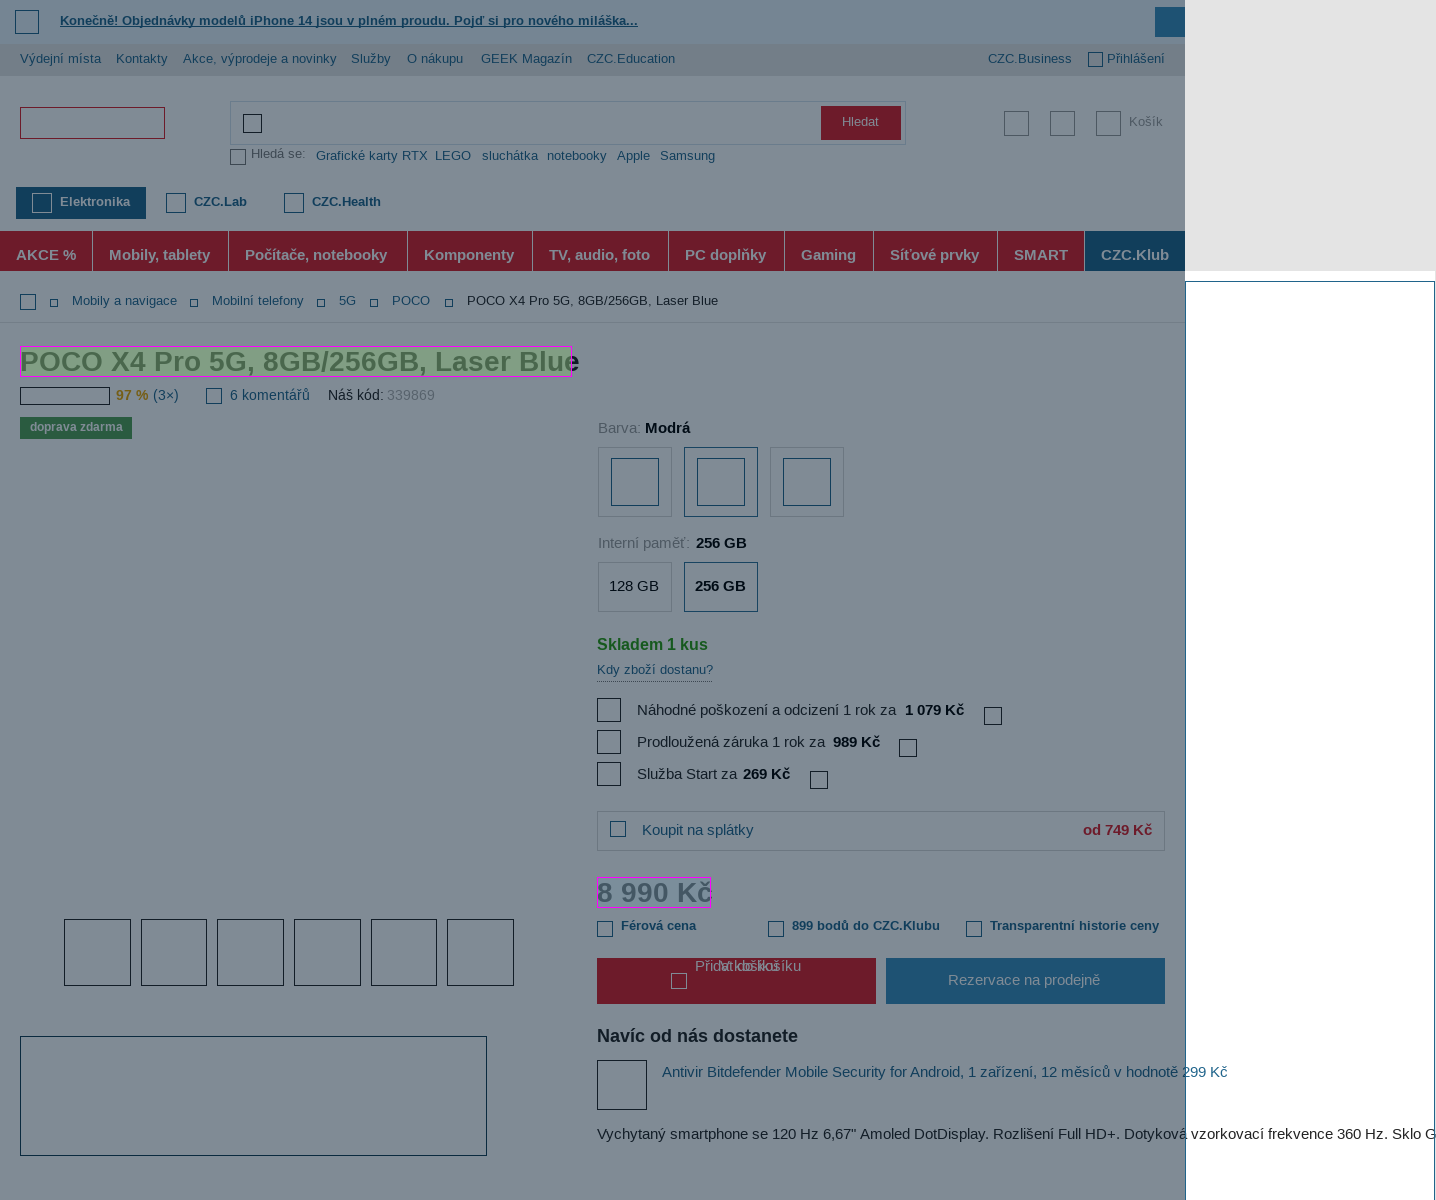 Konečně! Objednávky modelů iPhone 14 jsou v plném proudu. Pojď si pro nového miláška...
Výdejní místa Kontakty Akce, výprodeje a novinky Služby O nákupu GEEK Magazín CZC.Education CZC.Business Přihlášení
Hledat Košík
Hledá se: Grafické karty RTX LEGO sluchátka notebooky Apple Samsung
Elektronika CZC.Lab CZC.Health
AKCE % Mobily, tablety Počítače, notebooky Komponenty TV, audio, foto PC doplňky Gaming Síťové prvky SMART CZC.Klub
Mobily a navigace Mobilní telefony 5G POCO POCO X4 Pro 5G, 8GB/256GB, Laser Blue
POCO X4 Pro 5G, 8GB/256GB, Laser Blue
97 % (3×) 6 komentářů Náš kód: 339869
doprava zdarma
Barva: Modrá
Interní paměť: 256 GB
128 GB 256 GB
Skladem 1 kus
Kdy zboží dostanu?
Náhodné poškození a odcizení 1 rok za 1 079 Kč
Prodloužená záruka 1 rok za 989 Kč
Služba Start za 269 Kč
Koupit na splátky od 749 Kč
8 990 Kč
Férová cena 899 bodů do CZC.Klubu Transparentní historie ceny
Přidat do košíku V košíku
Rezervace na prodejně
Navíc od nás dostanete
Antivir Bitdefender Mobile Security for Android, 1 zařízení, 12 měsíců v hodnotě 299 Kč
Vychytaný smartphone se 120 Hz 6,67" Amoled DotDisplay. Rozlišení Full HD+. Dotyková vzorkovací frekvence 360 Hz. Sklo G